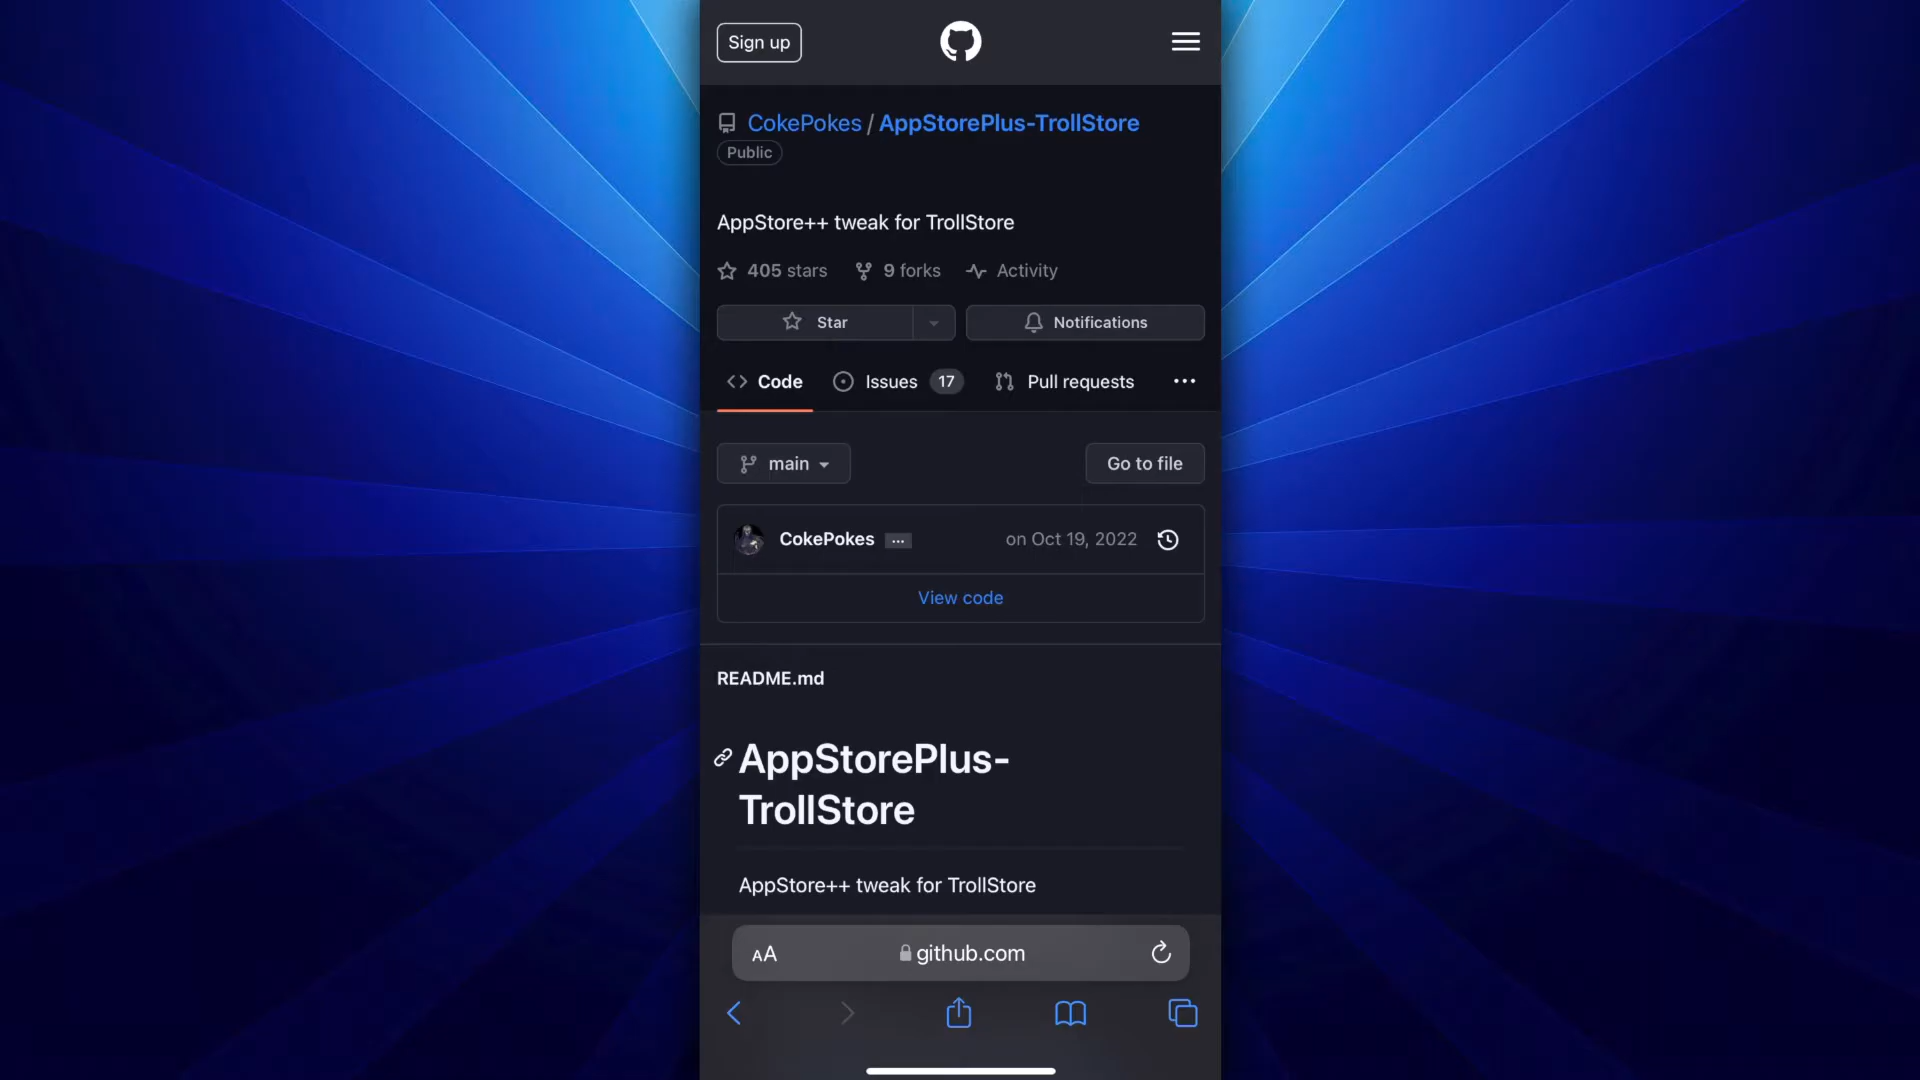 Sign up
CokePokes / AppStorePlus-TrollStore
Public
AppStore++ tweak for TrollStore
405 stars 9 forks Activity
Star Notifications
Code Issues 17 Pull requests ...
main Go to file
CokePokes ... on Oct 19, 2022
View code
README.md
AppStorePlus-
TrollStore
AppStore++ tweak for TrollStore
AA github.com